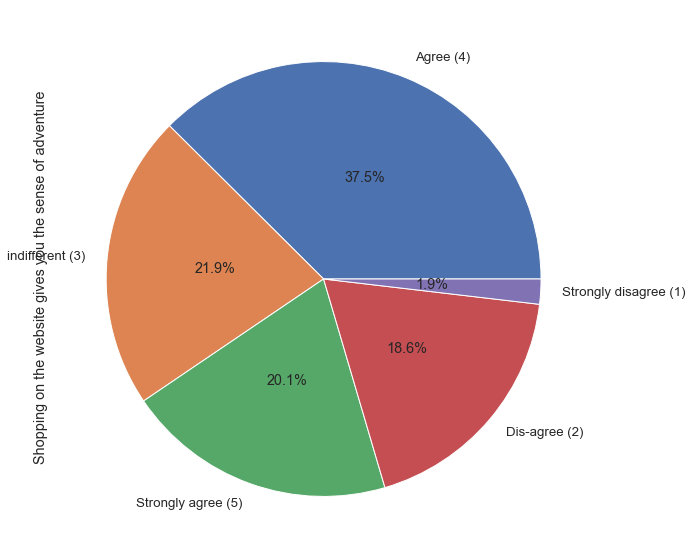 Agree (4)
37.5%
indifferent (3)
21.9%
1.9%
Strongly disagree (1)
18.6%
20.1%
Dis-agree (2)
Strongly agree (5)
Shopping on the website gives you the sense of adventure